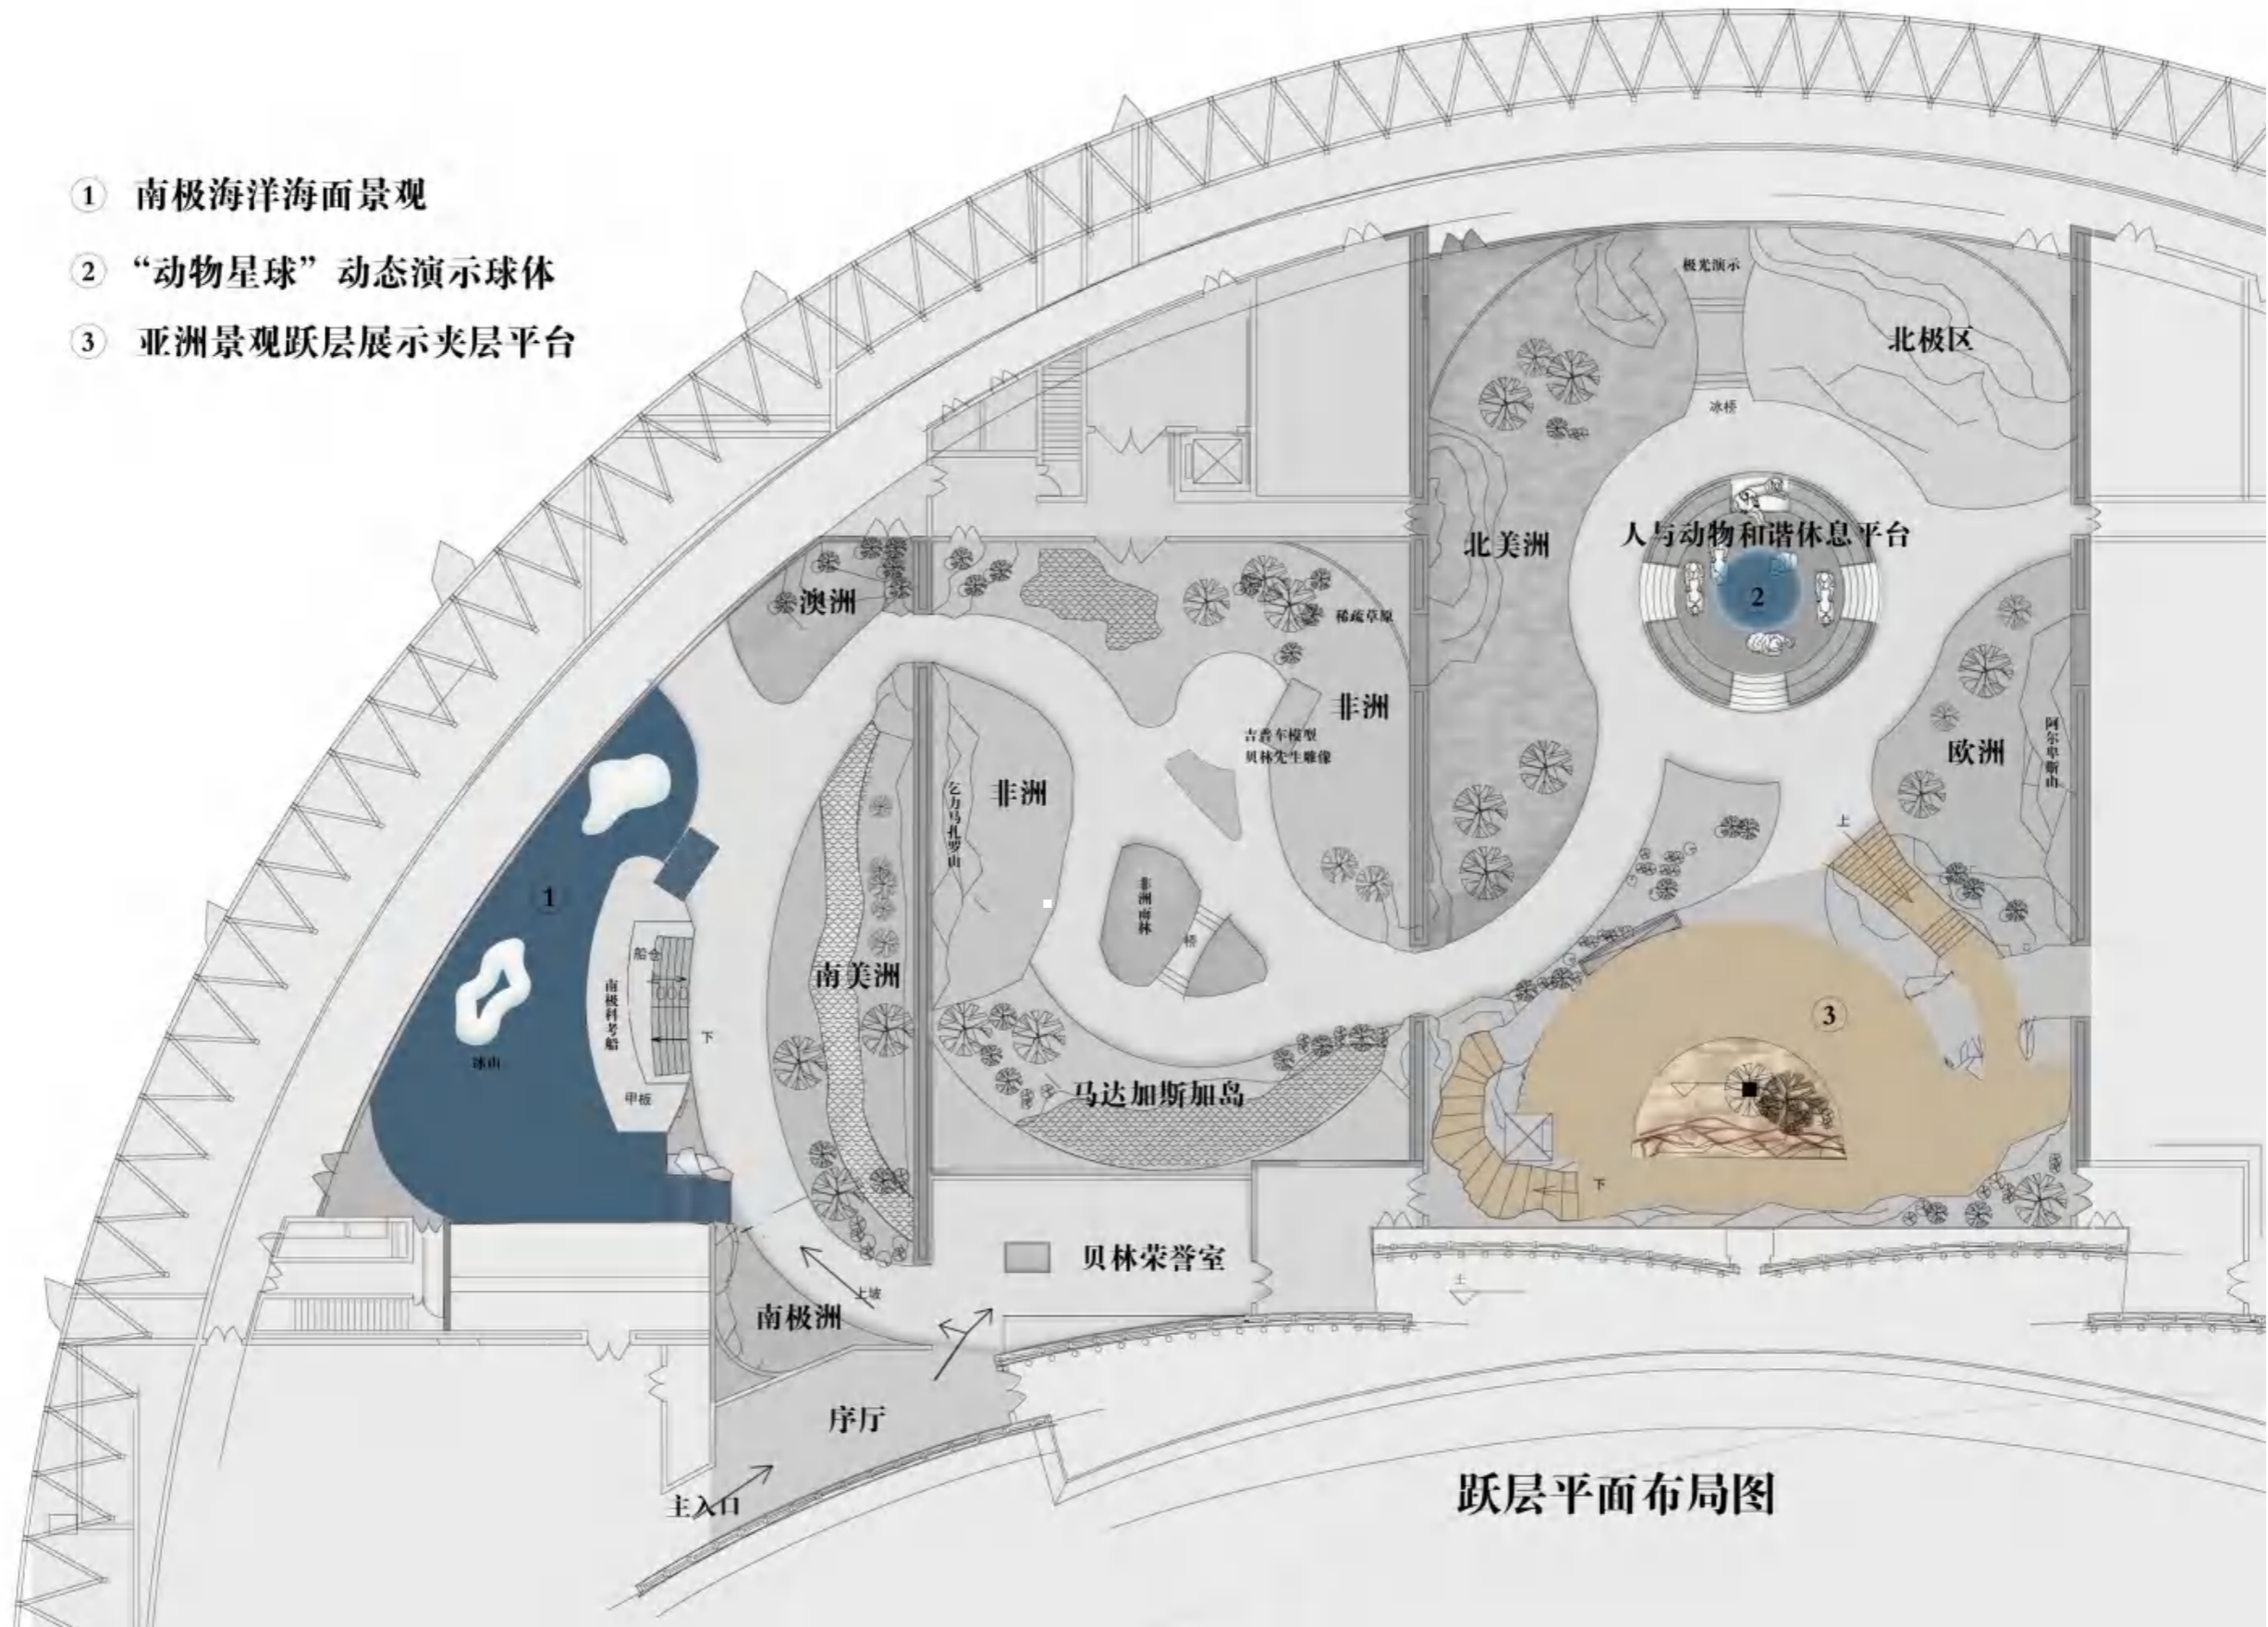 1 南极海洋海面景观
2 “动物星球”动态演示球体
3 亚洲景观跃层展示夹层平台
极光演示
北极区
冰桥
北美洲
人与动物和谐休息平台
2
澳洲
稀疏草原
非洲
吉普车模型
贝林先生雕像
欧洲
阿尔卑斯山
乞力马扎罗山
非洲
上
1
非洲雨林
桥
船仓
南极科考船
南美洲
下
冰山
甲板
3
马达加斯加岛
下
贝林荣誉室
上坡
南极洲
序厅
主入口
跃层平面布局图